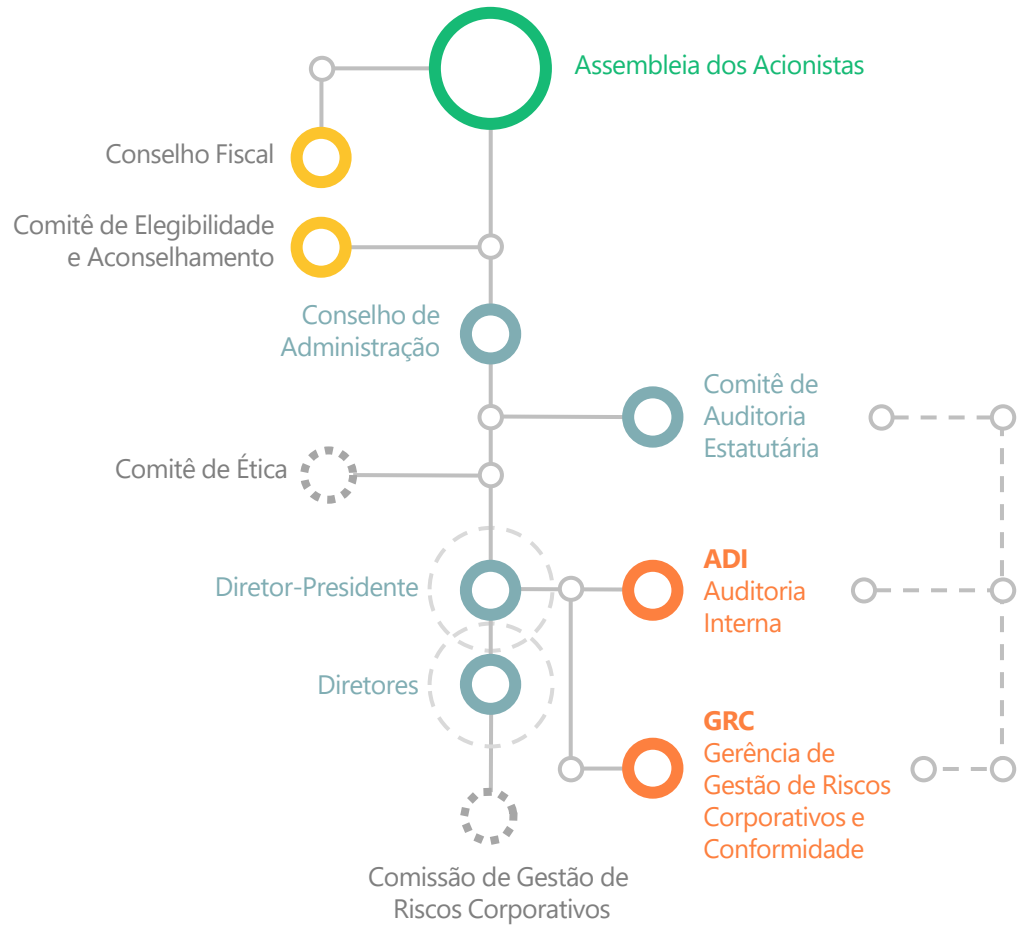 Assembleia dos Acionistas
Conselho Fiscal
Comitê de Elegibilidade
e Aconselhamento
Conselho de
Administração
Comitê de
Auditoria
Estatutária
Comitê de Ética
Diretor-Presidente
ADI
Auditoria
Interna
Diretores
GRC
Gerência de
Gestão de Riscos
Corporativos e
Conformidade
Comissão de Gestão de
Riscos Corporativos